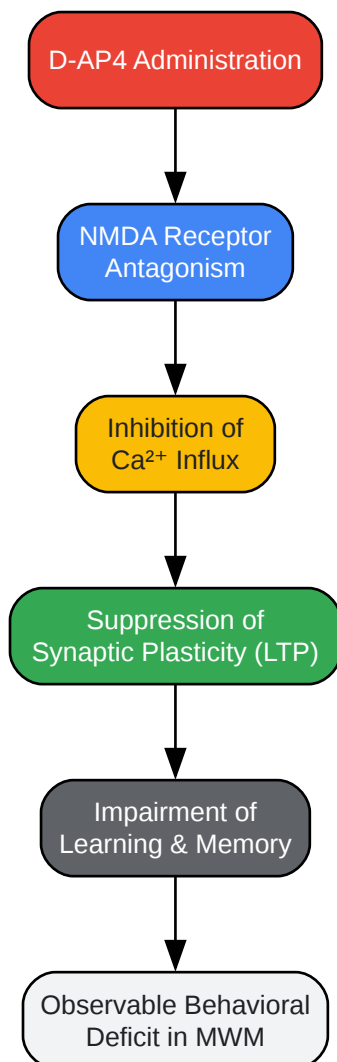 D-AP4 Administration
NMDA Receptor
Antagonism
Inhibition of
Ca²⁺ Influx
Suppression of
Synaptic Plasticity (LTP)
Impairment of
Learning & Memory
Observable Behavioral
Deficit in MWM